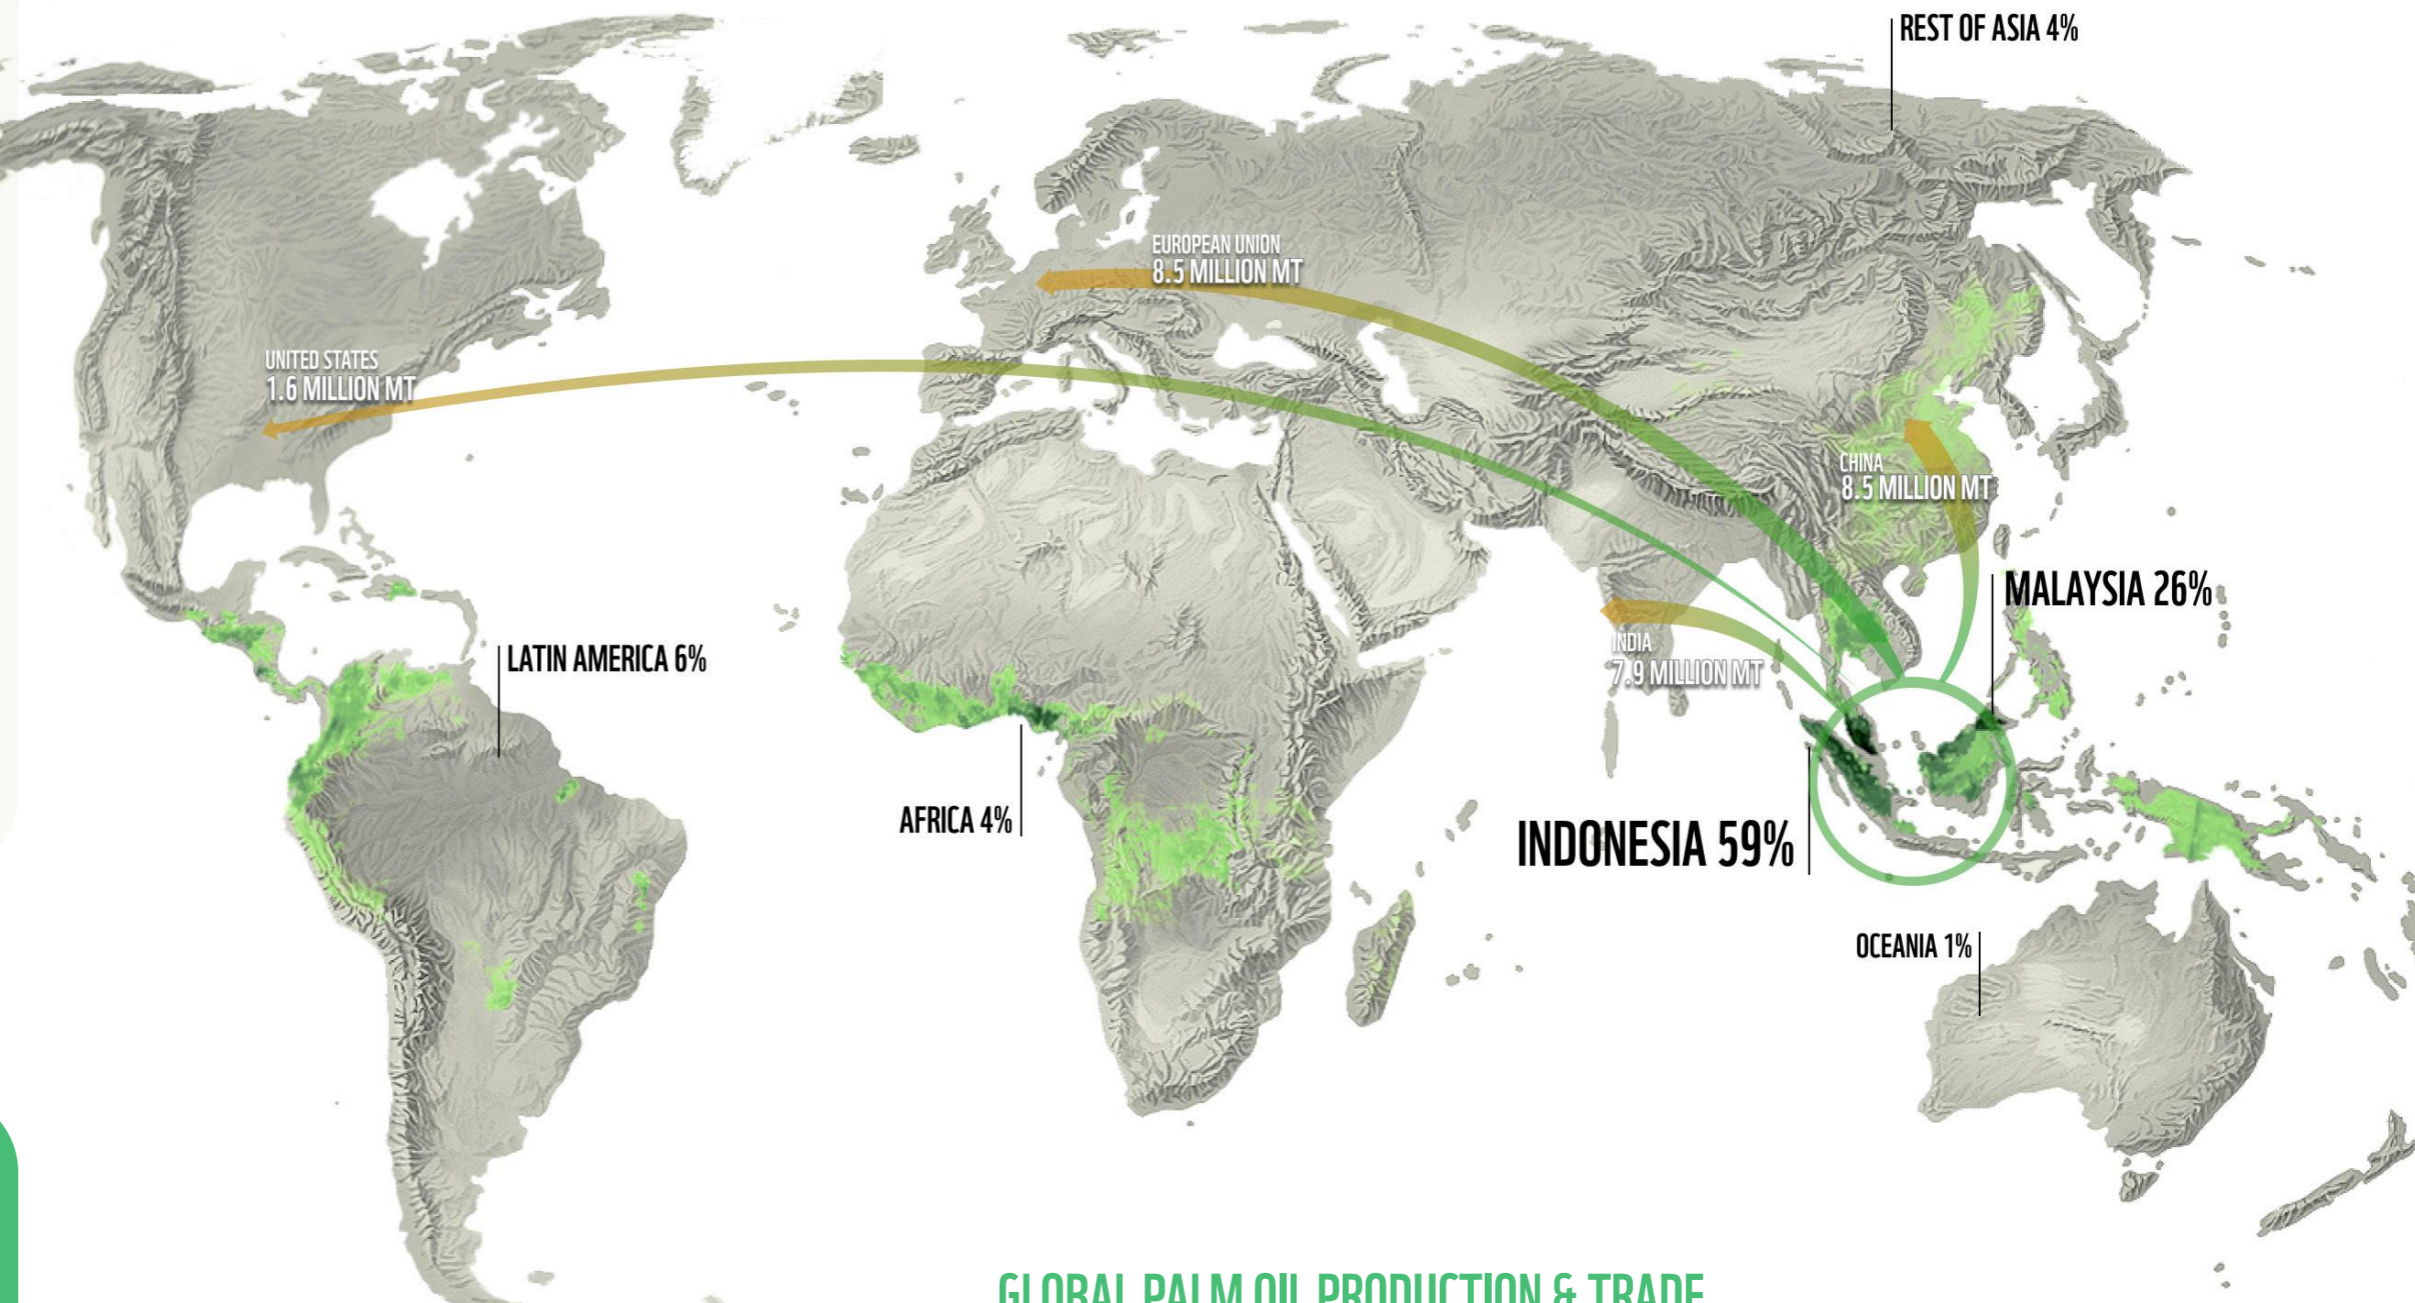 REST OF ASIA 4%
EUROPEAN UNION
8.5 MILLION MT
UNITED STATES
1.6 MILLION MT
CHINA
8.5 MILLION MT
MALAYSIA 26%
INDIA
7.9 MILLION MT
LATIN AMERICA 6%
AFRICA 4%
INDONESIA 59%
OCEANIA 1%
GLOBAL PALM OIL PRODUCTION & TRADE